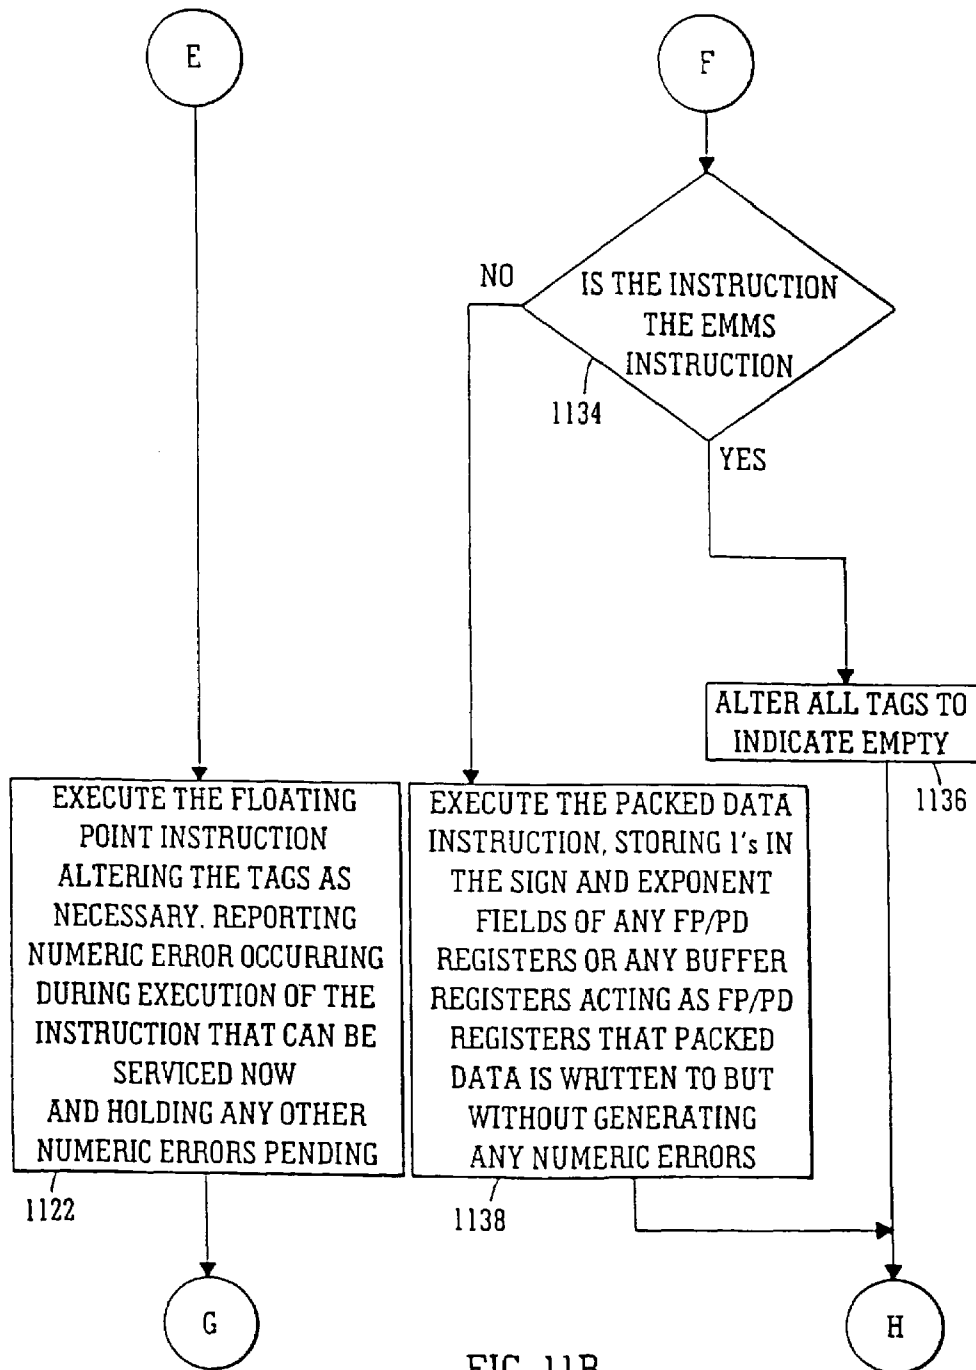 E
F
NO
IS THE INSTRUCTION
THE EMMS
INSTRUCTION
1134
YES
ALTER ALL TAGS TO
INDICATE EMPTY
1136
EXECUTE THE FLOATING
POINT INSTRUCTION
ALTERING THE TAGS AS
NECESSARY. REPORTING
NUMERIC ERROR OCCURRING
DURING EXECUTION OF THE
INSTRUCTION THAT CAN BE
SERVICED NOW
AND HOLDING ANY OTHER
NUMERIC ERRORS PENDING
1122
EXECUTE THE PACKED DATA
INSTRUCTION, STORING 1's IN
THE SIGN AND EXPONENT
FIELDS OF ANY FP/PD
REGISTERS OR ANY BUFFER
REGISTERS ACTING AS FP/PD
REGISTERS THAT PACKED
DATA IS WRITTEN TO BUT
WITHOUT GENERATING
ANY NUMERIC ERRORS
1138
G
H
FIG. 11B